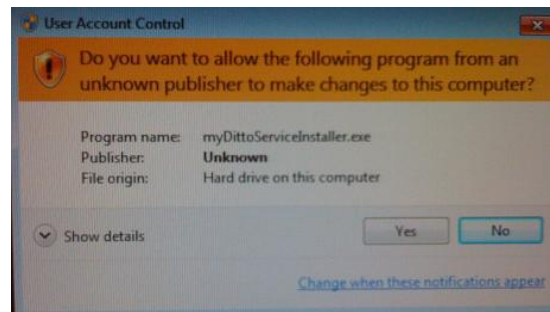 User Account Control
Do you want to allow the following program from an
unknown publisher to make changes to this computer?
Program name: myDittoServiceInstaller.exe
Publisher: Unknown
File origin: Hard drive on this computer
Show details
Yes
No
Change when these notifications appear